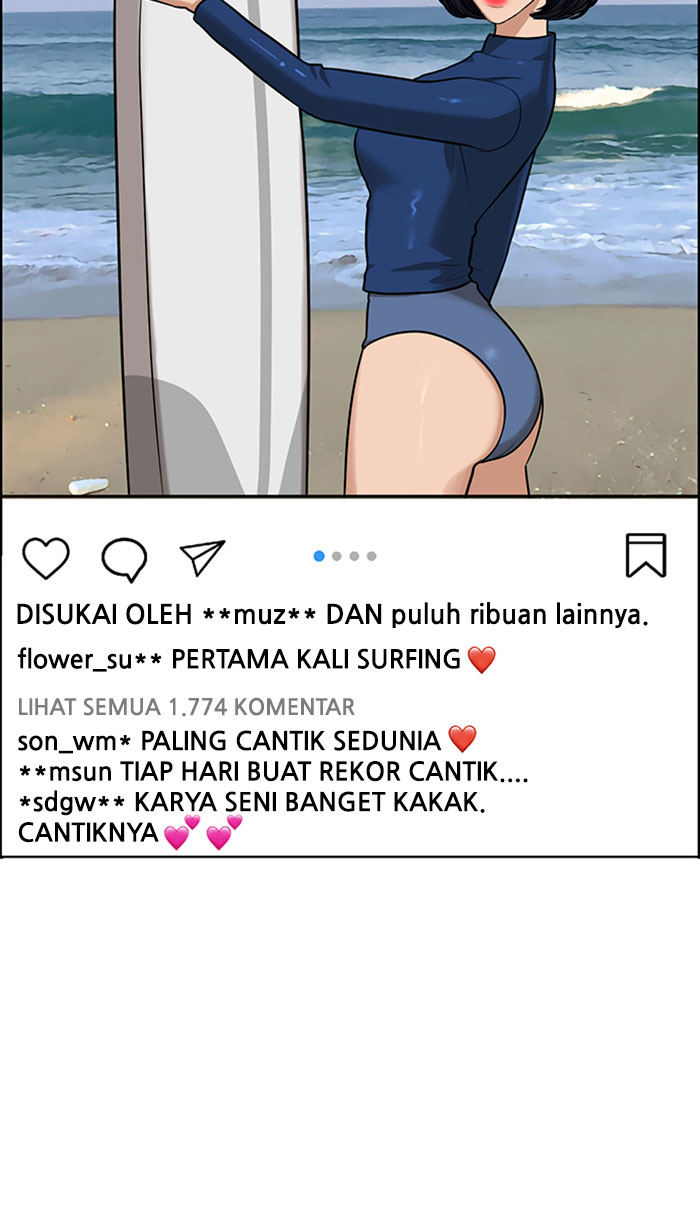 DISUKAI OLEH **muz** DAN puluh ribuan lainnya.
flower_su** PERTAMA KALI SURFING ❤️
LIHAT SEMUA 1.774 KOMENTAR
son_wm* PALING CANTIK SEDUNIA ❤️
**msun TIAP HARI BUAT REKOR CANTIK....
*sdgw** KARYA SENI BANGET KAKAK.
CANTIKNYA 💕 💕